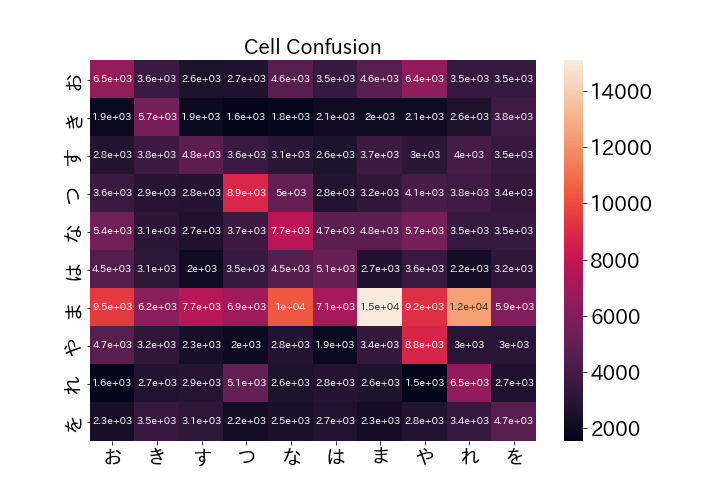 Cell Confusion
お 6.5e+03 3.6e+03 2.6e+03 2.7e+03 4.6e+03 3.5e+03 4.6e+03 6.4e+03 3.5e+03 3.5e+03
き 1.9e+03 5.7e+03 1.9e+03 1.6e+03 1.8e+03 2.1e+03 2e+03 2.1e+03 2.6e+03 3.8e+03
す 2.8e+03 3.8e+03 4.8e+03 3.6e+03 3.1e+03 2.6e+03 3.7e+03 3e+03 4e+03 3.5e+03
つ 3.6e+03 2.9e+03 2.8e+03 8.9e+03 5e+03 2.8e+03 3.2e+03 4.1e+03 3.8e+03 3.4e+03
な 5.4e+03 3.1e+03 2.7e+03 3.7e+03 7.7e+03 4.7e+03 4.8e+03 5.7e+03 3.5e+03 3.5e+03
は 4.5e+03 3.1e+03 2e+03 3.5e+03 4.5e+03 5.1e+03 2.7e+03 3.6e+03 2.2e+03 3.2e+03
ま 9.5e+03 6.2e+03 7.7e+03 6.9e+03 1e+04 7.1e+03 1.5e+04 9.2e+03 1.2e+04 5.9e+03
や 4.7e+03 3.2e+03 2.3e+03 2e+03 2.8e+03 1.9e+03 3.4e+03 8.8e+03 3e+03 3e+03
れ 1.6e+03 2.7e+03 2.9e+03 5.1e+03 2.6e+03 2.8e+03 2.6e+03 1.5e+03 6.5e+03 2.7e+03
を 2.3e+03 3.5e+03 3.1e+03 2.2e+03 2.5e+03 2.7e+03 2.3e+03 2.8e+03 3.4e+03 4.7e+03
お き す つ な は ま や れ を
14000
12000
10000
8000
6000
4000
2000